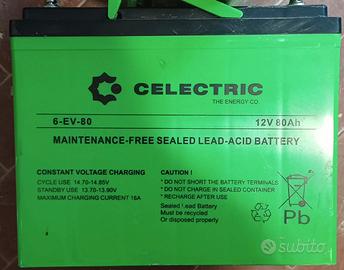 CELECTRIC
THE ENERGY CO.
6-EV-80 12V 80Ah
MAINTENANCE-FREE SEALED LEAD-ACID BATTERY
CONSTANT VOLTAGE CHARGING
CYCLE USE 14.70-14.85V
STANDBY USE 13.70-13.90V
MAXIMUM CHARGING CURRENT 16A
CAUTION !
* DO NOT SHORT THE BATTERY TERMINALS
* DO NOT CHARGE IN SEALED CONTAINER
* RECHARGE AFTER USE
Sealed Lead Battery
Must be recycled
Or disposed properly
Pb
subito